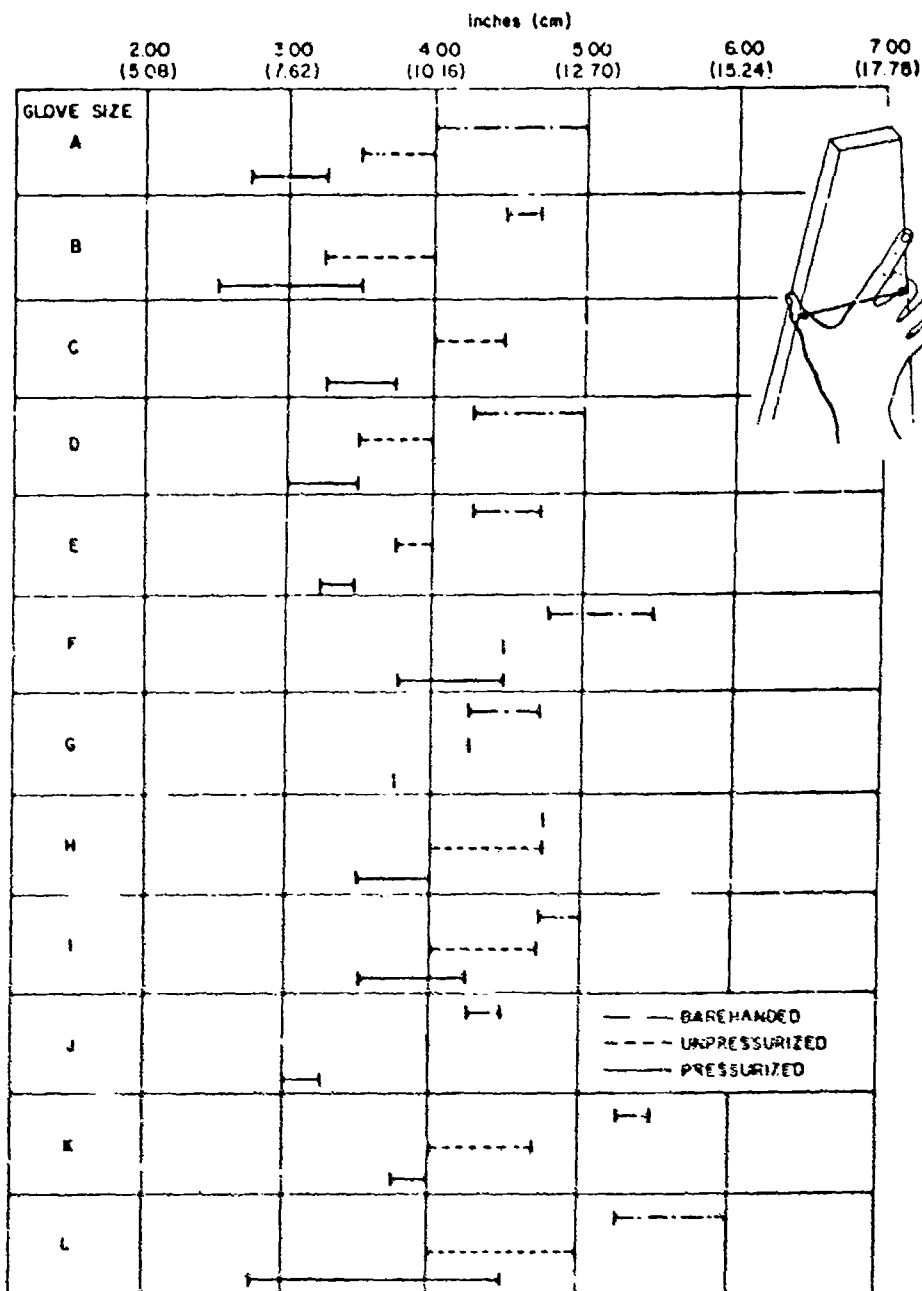 inches (cm)
2.00 3.00 4.00 5.00 6.00 7.00
(5.08) (7.62) (10.16) (12.70) (15.24) (17.78)
GLOVE SIZE
A
B
C
D
E
F
G
H
I
J
BAREHANDED
UNPRESSURIZED
PRESSURIZED
K
L